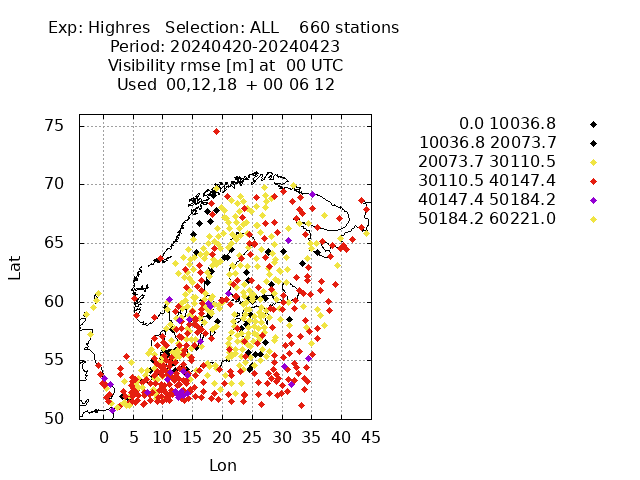 Exp: Highres   Selection: ALL    660 stations
Period: 20240420-20240423
Visibility rmse [m] at  00 UTC
Used  00,12,18  + 00 06 12
0.0 10036.8
10036.8 20073.7
20073.7 30110.5
30110.5 40147.4
40147.4 50184.2
50184.2 60221.0
Lat
75
70
65
60
55
50
0 5 10 15 20 25 30 35 40 45
Lon